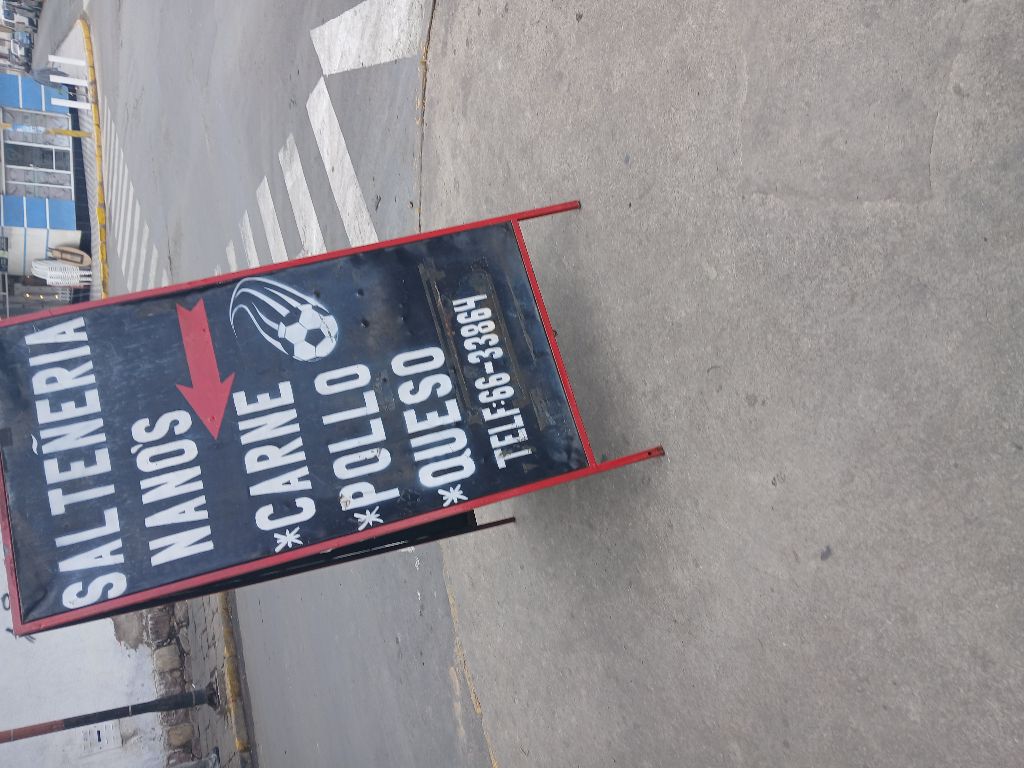 SALTEÑERIA
NANO'S
*CARNE
*POLLO
*QUESO
TELF:66-33864